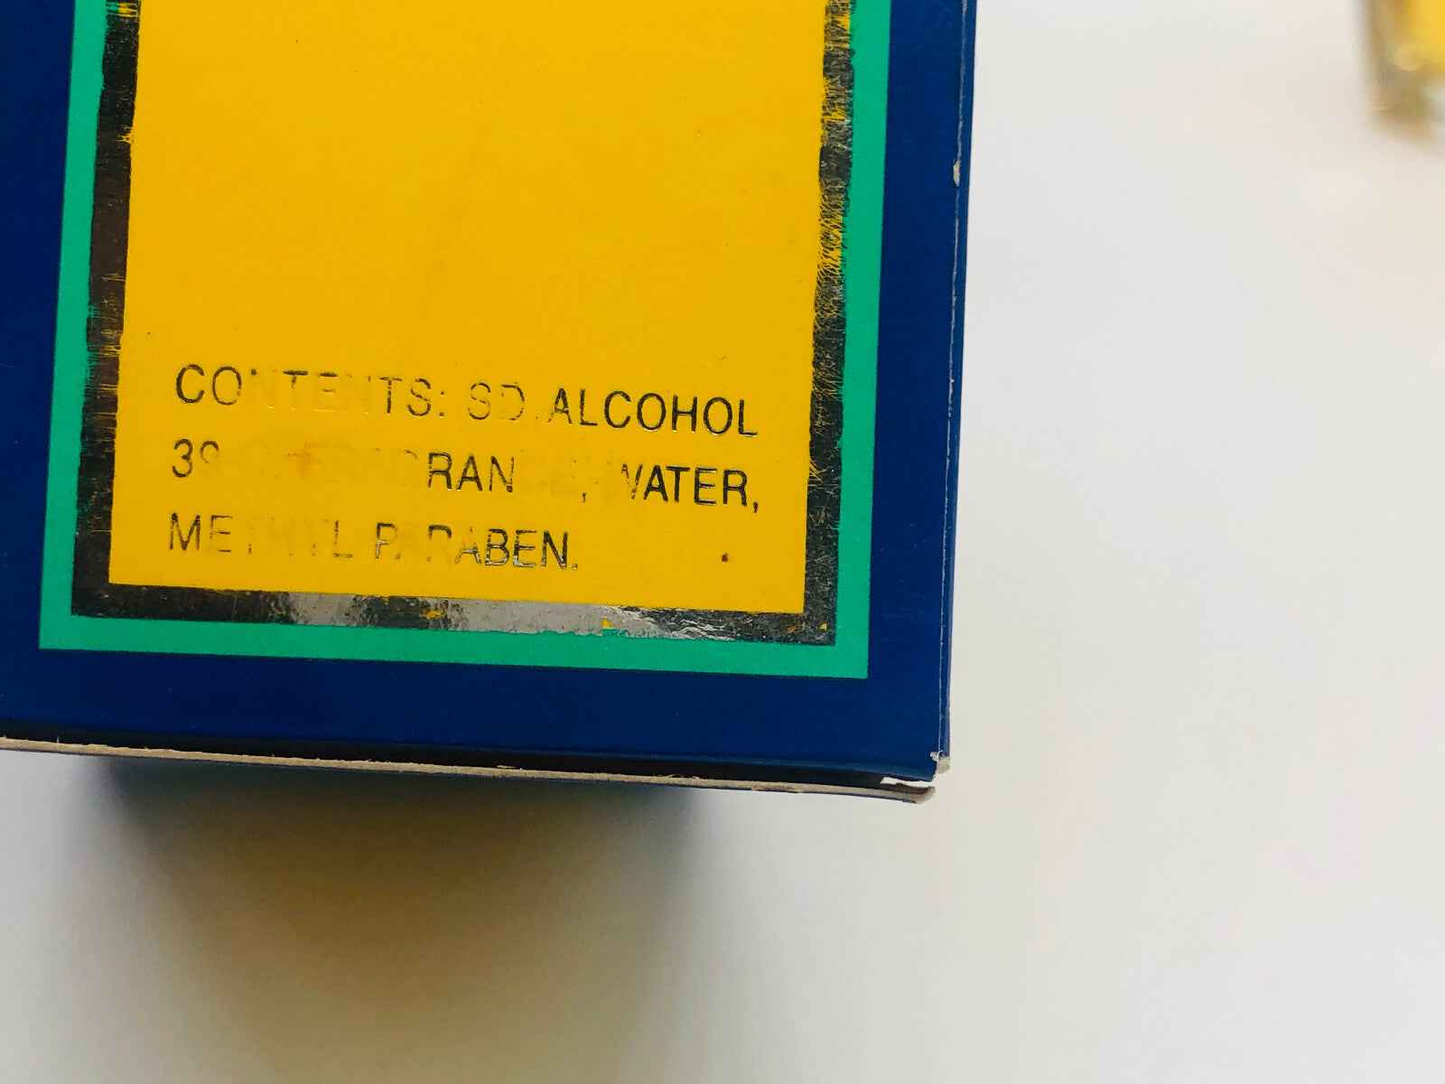 CONTENTS: SD ALCOHOL
WATER,
METHYL PARABEN.